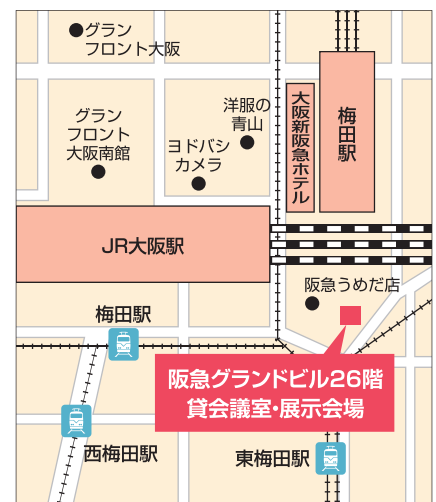 グラン
フロント大阪
洋服の
青山
グラン
フロント
大阪南館
ヨドバシ
カメラ
大阪新阪急ホテル
梅田駅
JR大阪駅
阪急うめだ店
梅田駅
阪急グランドビル26階
貸会議室・展示会場
西梅田駅
東梅田駅